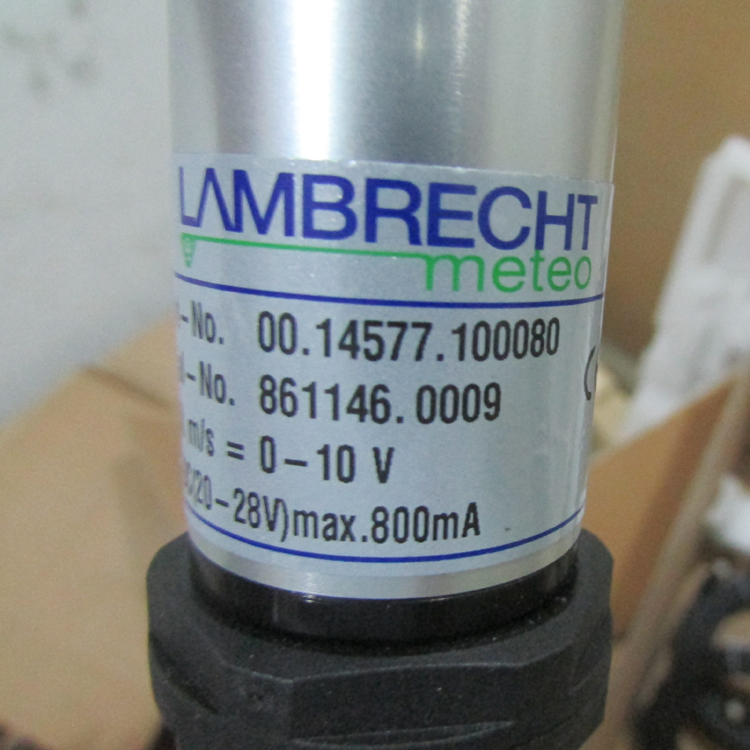 LAMBRECHT
meteo
-No. 00.14577.100080
-No. 861146.0009
m/s = 0-10 V
(20-28V)max.800mA